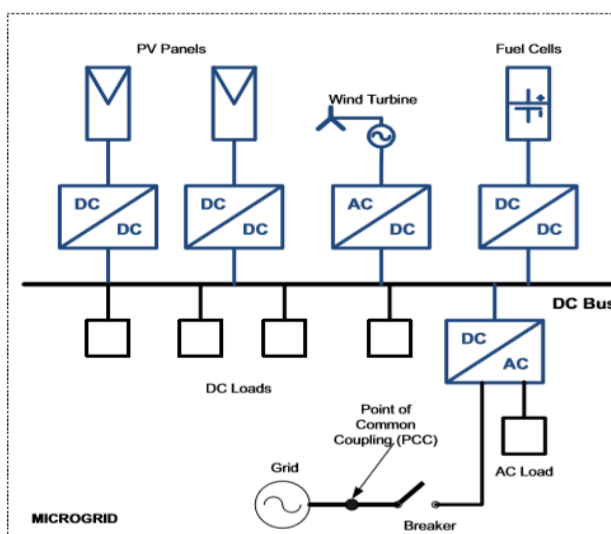 PV Panels
Fuel Cells
Wind Turbine
DC
DC
DC
DC
AC
DC
DC
DC
DC Bus
DC
AC
DC Loads
Point of
Common
Coupling (PCC)
AC Load
Grid
Breaker
MICROGRID